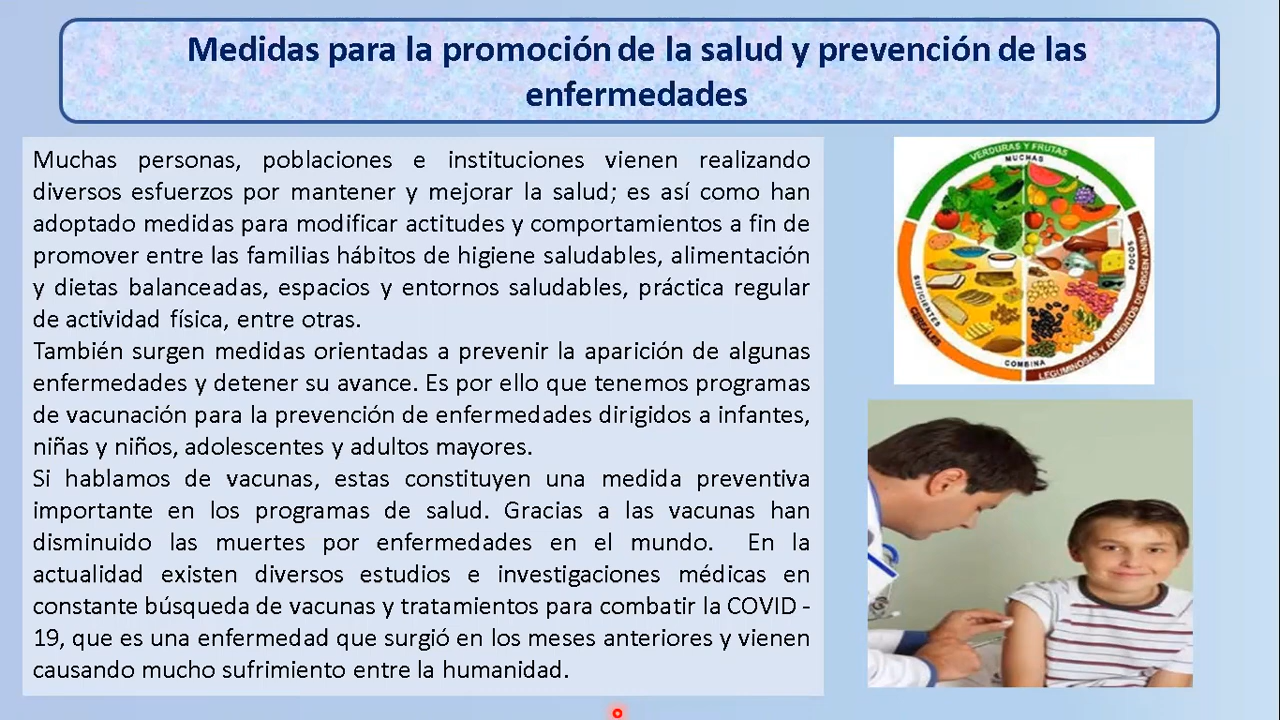 Medidas para la promoción de la salud y prevención de las
enfermedades
Muchas personas, poblaciones e instituciones vienen realizando
diversos esfuerzos por mantener y mejorar la salud; es así como han
adoptado medidas para modificar actitudes y comportamientos a fin de
promover entre las familias hábitos de higiene saludables, alimentación
y dietas balanceadas, espacios y entornos saludables, práctica regular
de actividad física, entre otras.
También surgen medidas orientadas a prevenir la aparición de algunas
enfermedades y detener su avance. Es por ello que tenemos programas
de vacunación para la prevención de enfermedades dirigidos a infantes,
niñas y niños, adolescentes y adultos mayores.
Si hablamos de vacunas, estas constituyen una medida preventiva
importante en los programas de salud. Gracias a las vacunas han
disminuido las muertes por enfermedades en el mundo. En la
actualidad existen diversos estudios e investigaciones médicas en
constante búsqueda de vacunas y tratamientos para combatir la COVID -
19, que es una enfermedad que surgió en los meses anteriores y vienen
causando mucho sufrimiento entre la humanidad.
VERDURAS Y FRUTAS
MUCHAS
POCOS
LEGUMINOSAS Y ALIMENTOS DE ORIGEN ANIMAL
COMBINA
SUFICIENTES
CEREALES